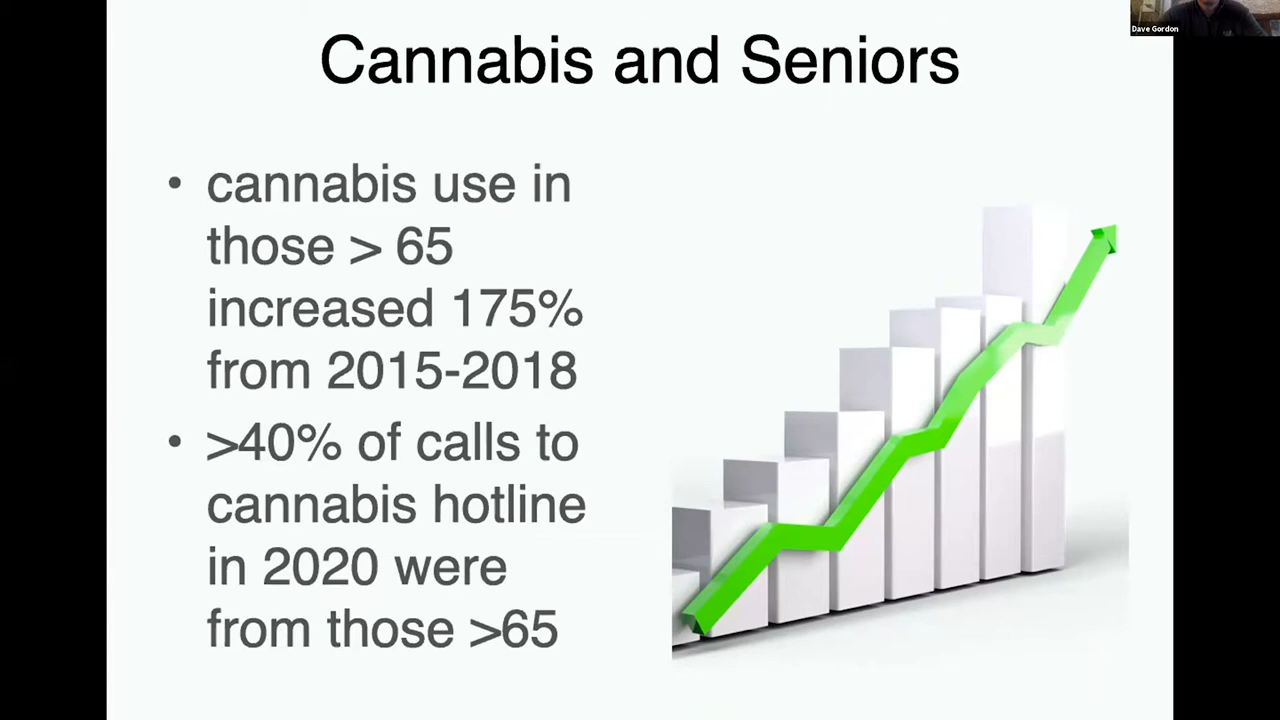 Dave Gordon
Cannabis and Seniors
• cannabis use in
those > 65
increased 175%
from 2015-2018
• >40% of calls to
cannabis hotline
in 2020 were
from those >65